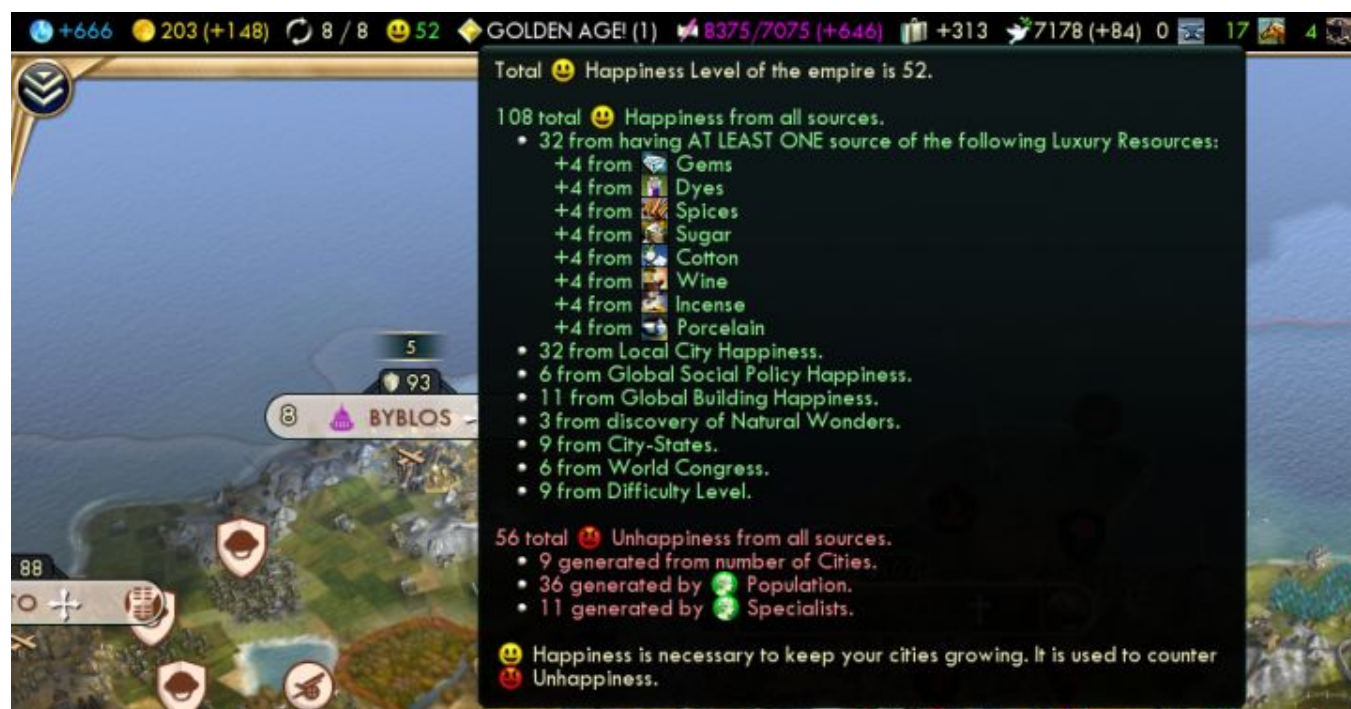 +666 203 (+148) 8 / 8 52 GOLDEN AGE! (1) 8375/7075 (+646) +313 7178 (+84) 0 17 4
Total Happiness Level of the empire is 52.
108 total Happiness from all sources.
• 32 from having AT LEAST ONE source of the following Luxury Resources:
+4 from Gems
+4 from Dyes
+4 from Spices
+4 from Sugar
+4 from Cotton
+4 from Wine
+4 from Incense
+4 from Porcelain
• 32 from Local City Happiness.
• 6 from Global Social Policy Happiness.
• 11 from Global Building Happiness.
• 3 from discovery of Natural Wonders.
• 9 from City-States.
• 6 from World Congress.
• 9 from Difficulty Level.
56 total Unhappiness from all sources.
• 9 generated from number of Cities.
• 36 generated by Population.
• 11 generated by Specialists.
Happiness is necessary to keep your cities growing. It is used to counter
Unhappiness.
5
93
8 BYBLOS
88
TO